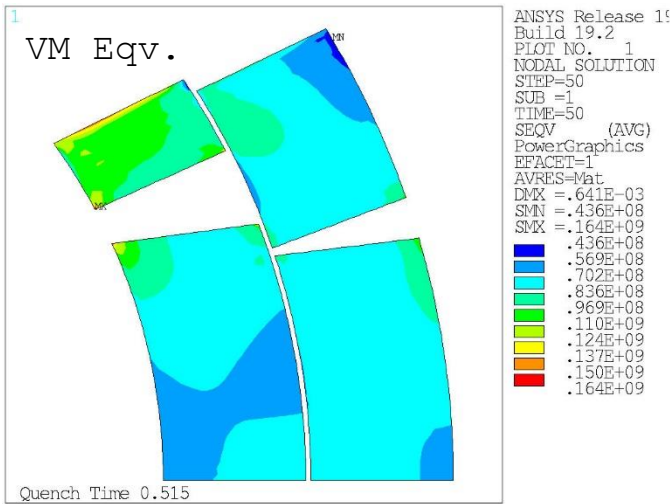 1
VM Eqv.
MN
MX
Quench Time 0.515
ANSYS Release 19
Build 19.2
PLOT NO. 1
NODAL SOLUTION
STEP=50
SUB =1
TIME=50
SEQV (AVG)
PowerGraphics
EFACET=1
AVRES=Mat
DMX =.641E-03
SMN =.436E+08
SMX =.164E+09
.436E+08
.569E+08
.702E+08
.836E+08
.969E+08
.110E+09
.124E+09
.137E+09
.150E+09
.164E+09